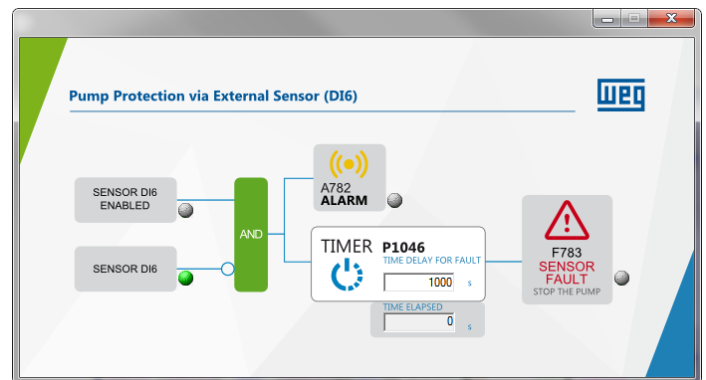 Pump Protection via External Sensor (DI6)
WEG
SENSOR DI6
ENABLED
SENSOR DI6
AND
A782
ALARM
TIMER P1046
TIME DELAY FOR FAULT
1000 s
TIME ELAPSED
0 s
F783
SENSOR
FAULT
STOP THE PUMP